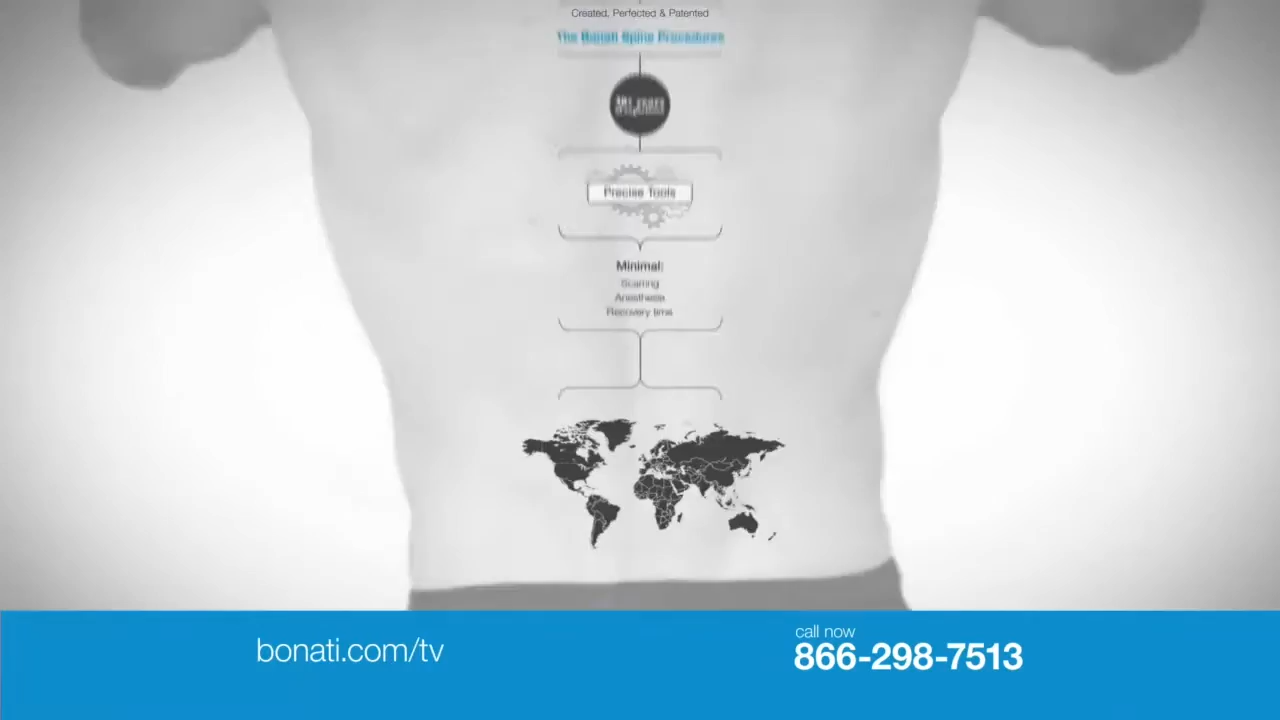 Created, Perfected & Patented
The Bonati Spine Procedures
Precise Tools
Minimal:
Scarring
Anesthesia
Recovery time
bonati.com/tv
call now
866-298-7513